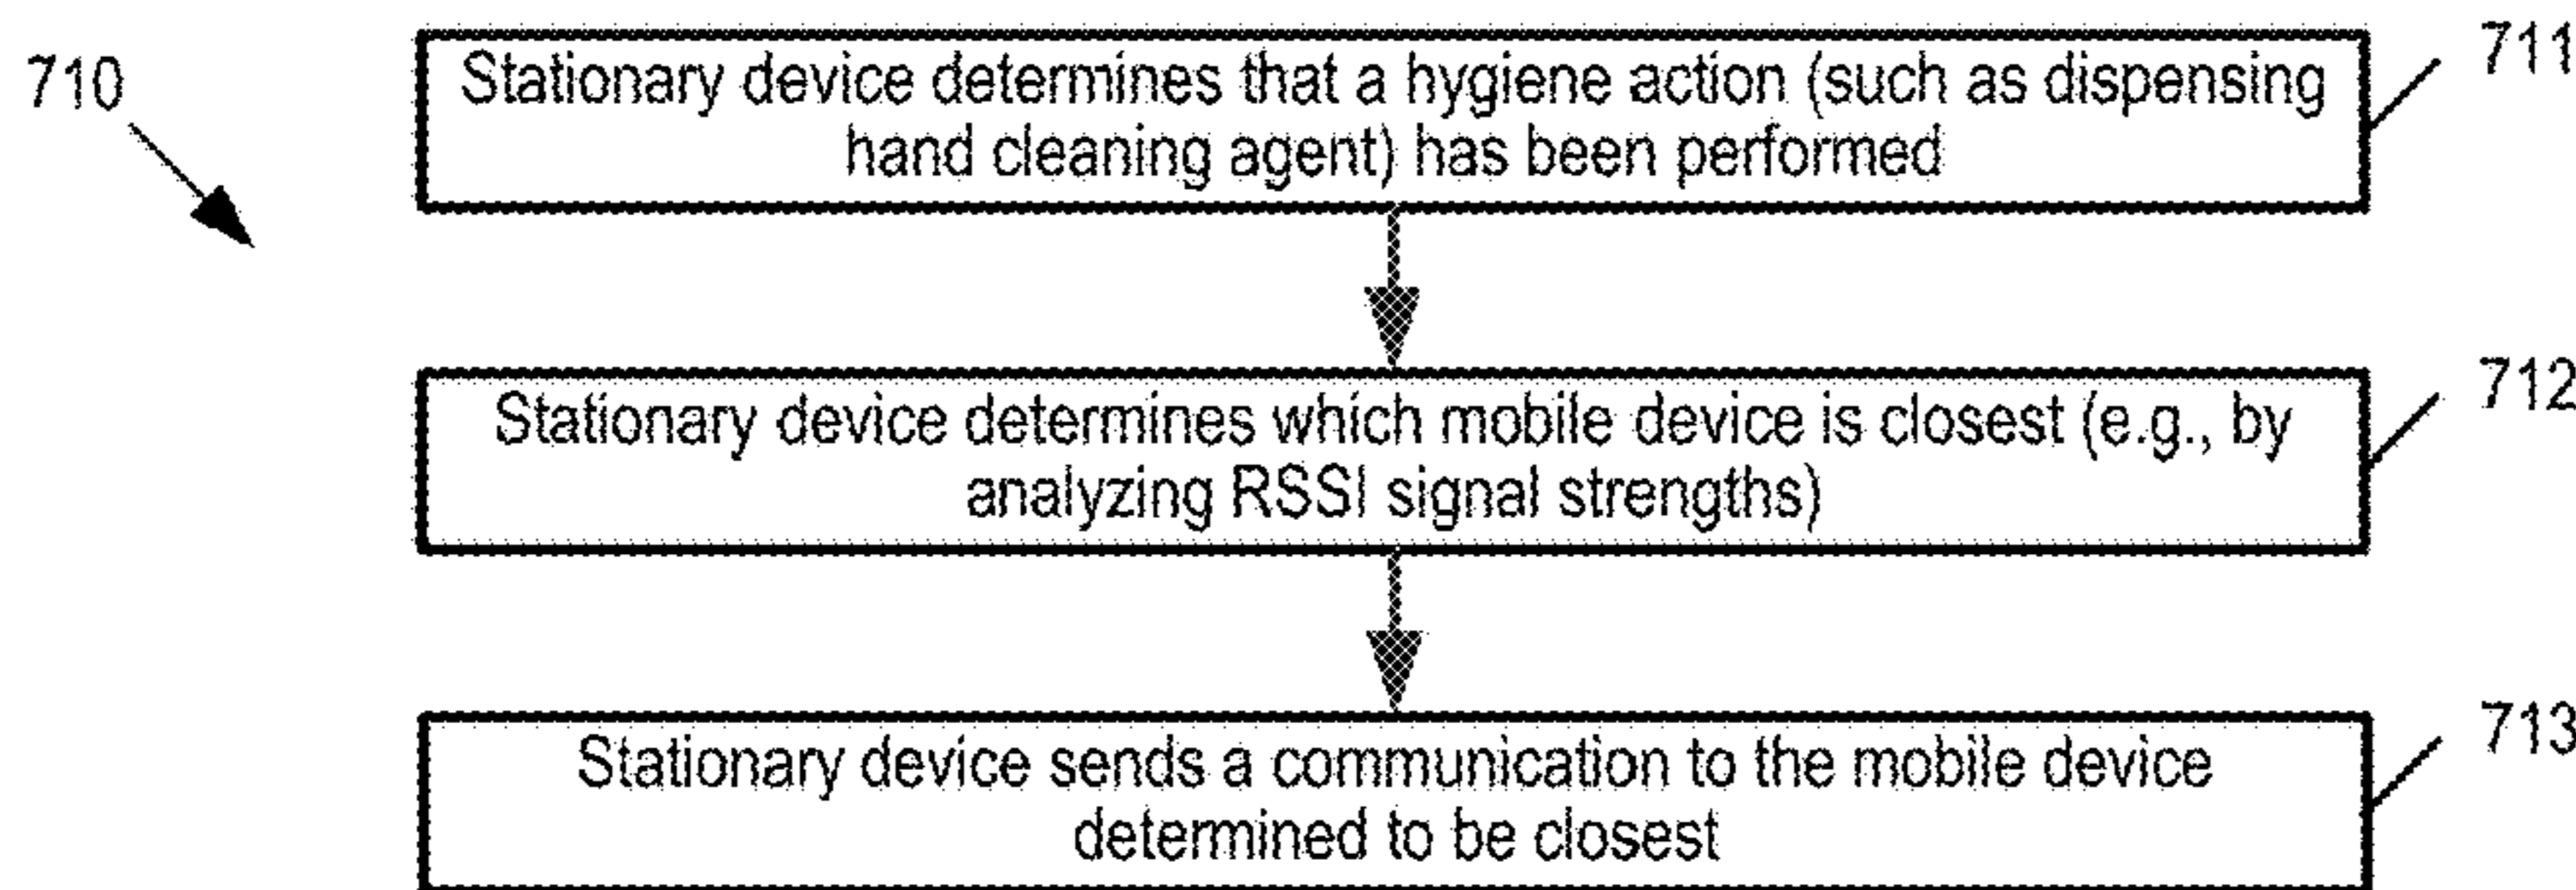 710
Stationary device determines that a hygiene action (such as dispensing
hand cleaning agent) has been performed
711
Stationary device determines which mobile device is closest (e.g., by
analyzing RSSI signal strengths)
712
Stationary device sends a communication to the mobile device
determined to be closest
713